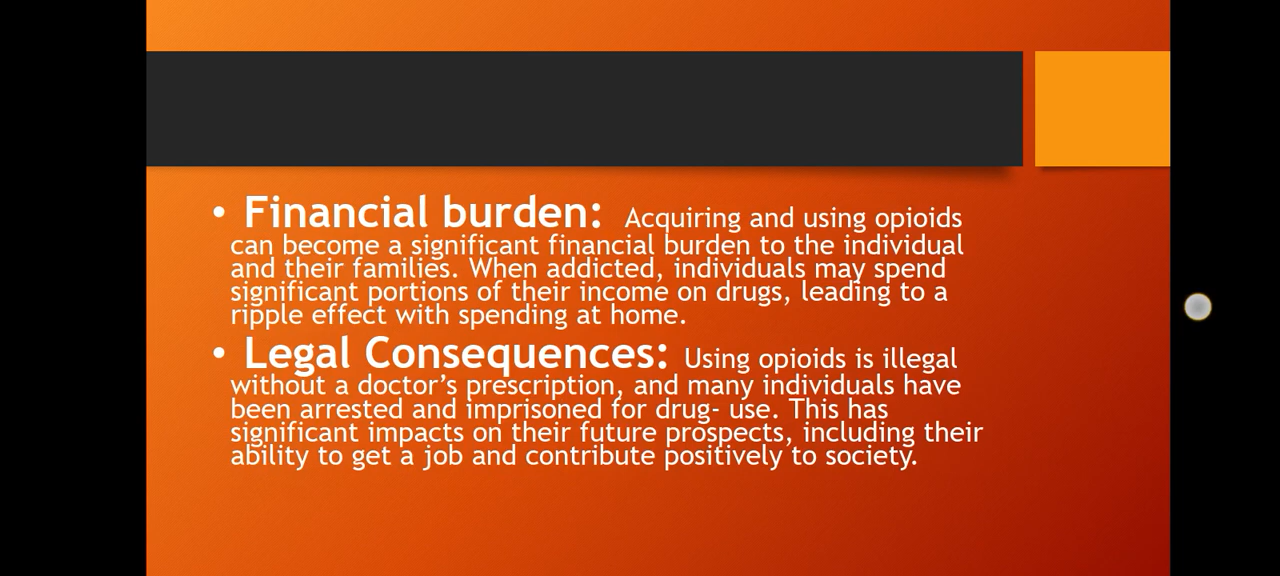 • Financial burden: Acquiring and using opioids
can become a significant financial burden to the individual
and their families. When addicted, individuals may spend
significant portions of their income on drugs, leading to a
ripple effect with spending at home.
• Legal Consequences: Using opioids is illegal
without a doctor’s prescription, and many individuals have
been arrested and imprisoned for drug- use. This has
significant impacts on their future prospects, including their
ability to get a job and contribute positively to society.